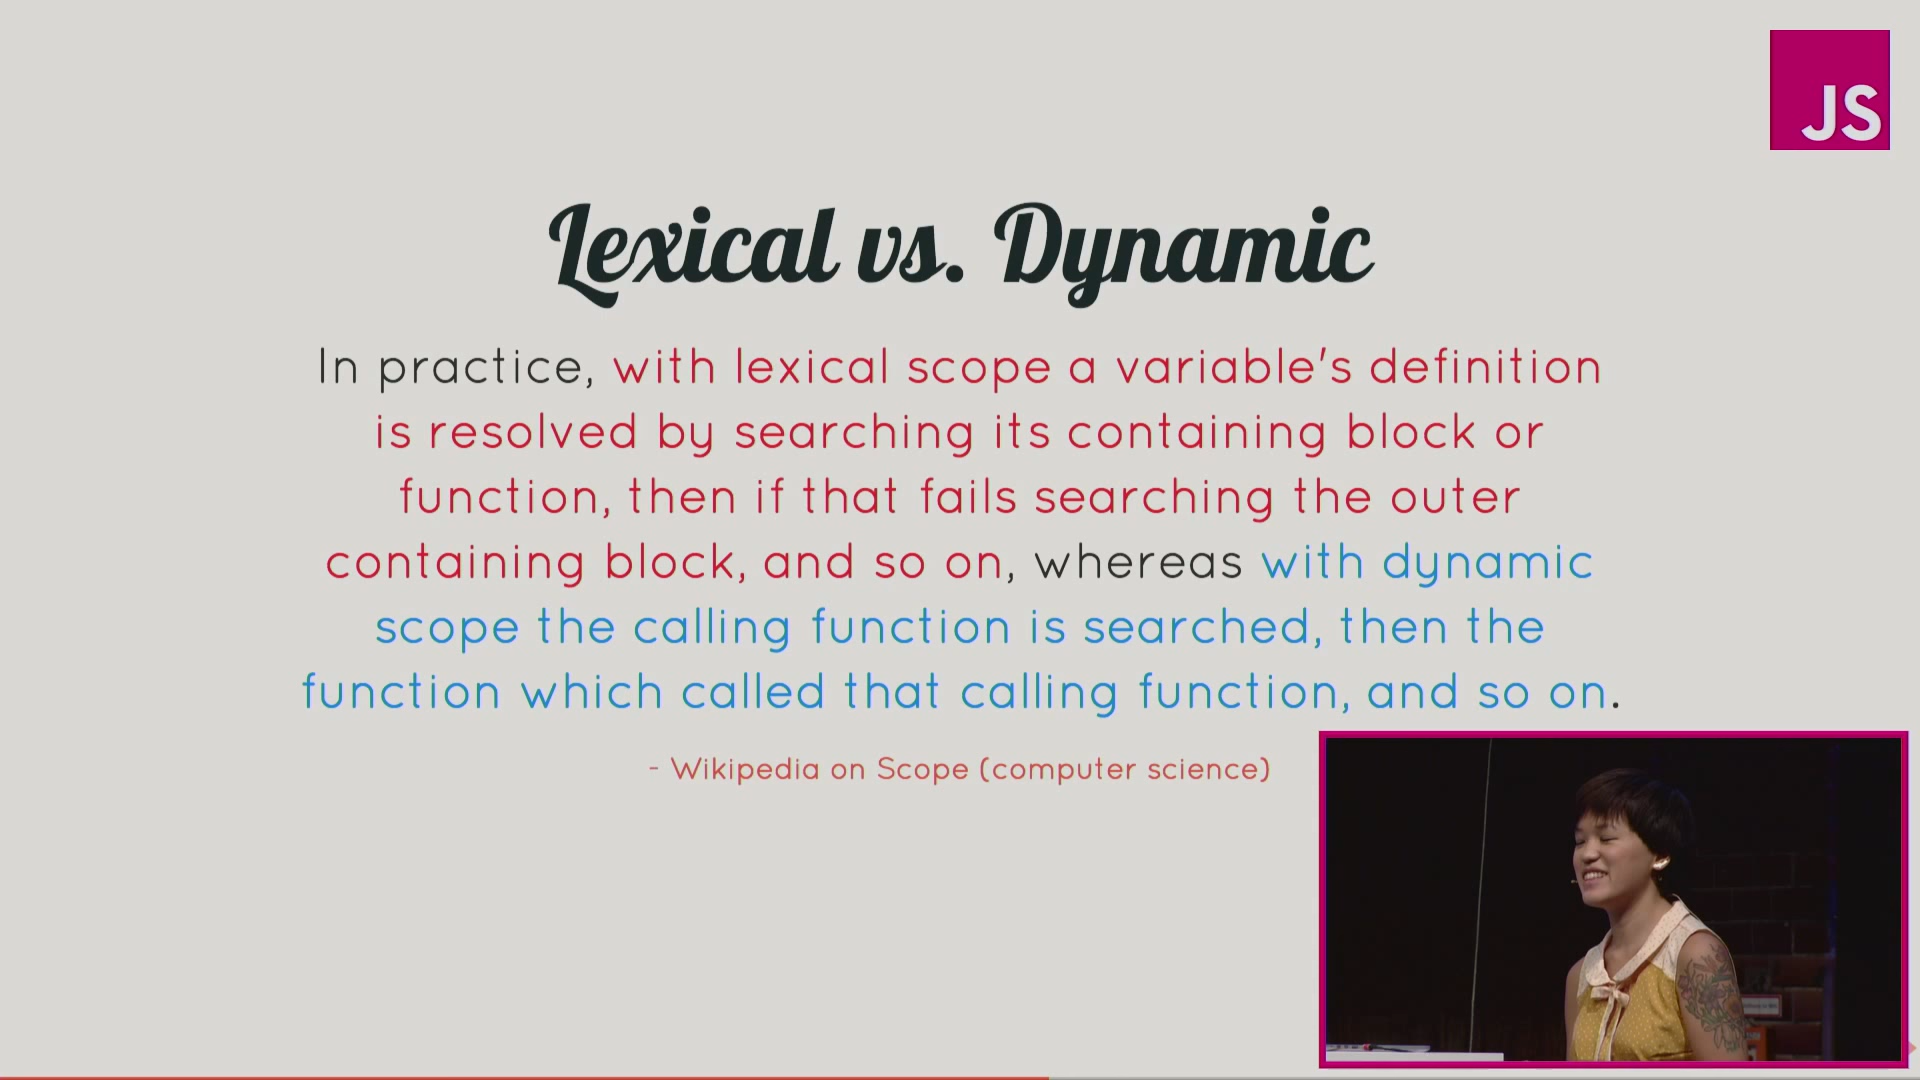 JS
Lexical vs. Dynamic
In practice, with lexical scope a variable's definition
is resolved by searching its containing block or
function, then if that fails searching the outer
containing block, and so on, whereas with dynamic
scope the calling function is searched, then the
function which called that calling function, and so on.
- Wikipedia on Scope (computer science)